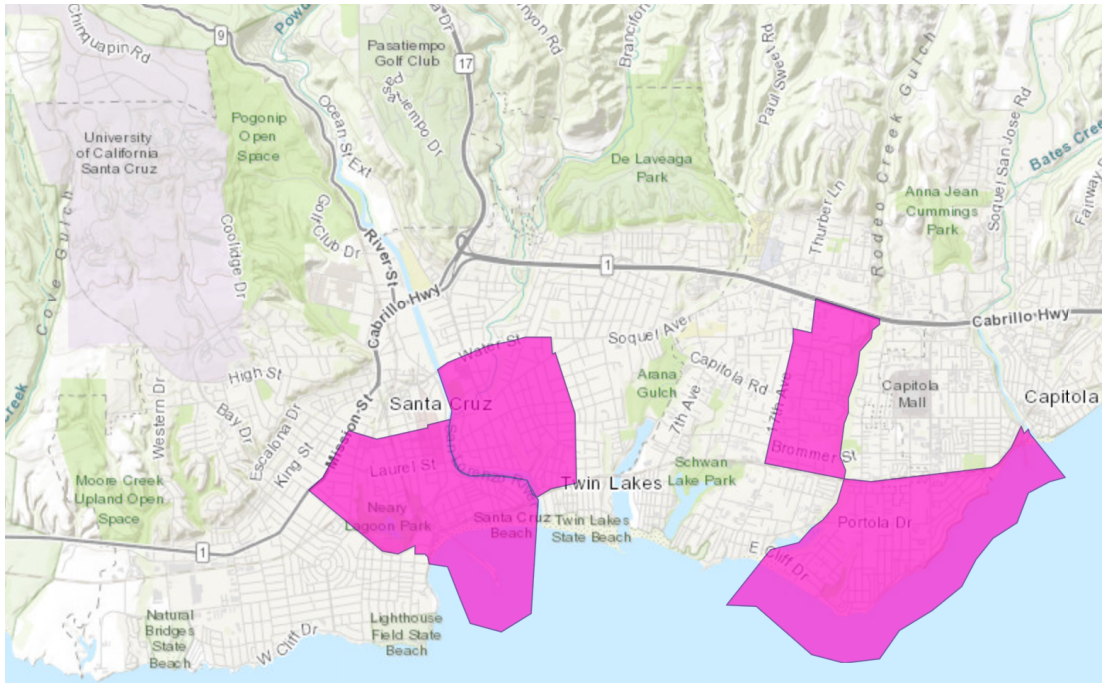 Chinquapin Rd
9
Pasatiempo
Golf Club
17
Paul Sweet Rd
Rodeo Creek Gulch
Soquel San Jose Rd
Bates Creek
University
of California
Santa Cruz
Pogonip
Open
Space
Ocean St Ext
De Laveaga
Park
Thurber Ln
Anna Jean
Cummings
Park
Cove Gulch
Coolidge Dr
Golf Club Dr
River St
Cabrillo Hwy
1
Cabrillo Hwy
Water St
Soquel Aver
Capitola Rd
Arana
Gulch
7th Ave
17th Ave
Capitola
Mall
Capitola
Creek
Western Dr
High St
Bay Dr
Escalona Dr
King St
Mission St
Santa Cruz
Laurel St
Brommer St
Moore Creek
Upland Open
Space
Neary
Lagoon Park
Santa Cruz
Beach
Twin Lakes
Schwan
Lake Park
Twin Lakes
State Beach
Portola Dr
E Cliff Dr
1
Natural
Bridges
State
Beach
W Cliff Dr
Lighthouse
Field State
Beach